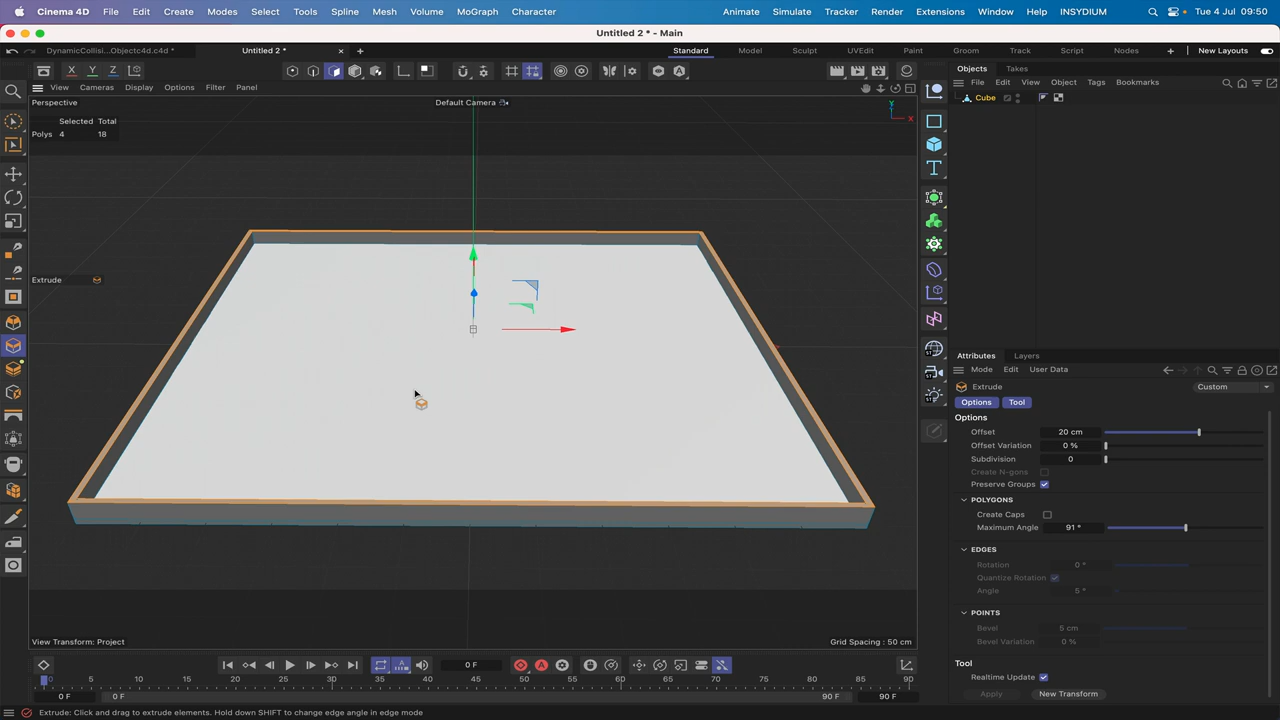 Cinema 4D File Edit Create Modes Select Tools Spline Mesh Volume MoGraph Character Animate Simulate Tracker Render Extensions Window Help INSYDIUM Tue 4 Jul 09:50
Untitled 2 * - Main
DynamicCollisi...Objectc4d.c4d * Untitled 2 * Standard Model Sculpt UVEdit Paint Groom Track Script Nodes New Layouts
X Y Z
Objects Takes
View Cameras Display Options Filter Panel
File Edit View Object Tags Bookmarks
Perspective Default Camera
Cube
Y
X
Selected Total
Polys 4 18
Extrude
Attributes Layers
Mode Edit User Data
Extrude Custom
Options Tool
Options
Offset 20 cm
Offset Variation 0 %
Subdivision 0
Create N-gons
Preserve Groups
POLYGONS
Create Caps
Maximum Angle 91 °
EDGES
Rotation 0 °
Quantize Rotation
Angle 5 °
POINTS
Bevel 5 cm
Bevel Variation 0 %
View Transform: Project Grid Spacing : 50 cm
Tool
0 F
Realtime Update
0 5 10 15 20 25 30 35 40 45 50 55 60 65 70 75 80 85 90
0 F 0 F 90 F 90 F
Apply New Transform
Extrude: Click and drag to extrude elements. Hold down SHIFT to change edge angle in edge mode